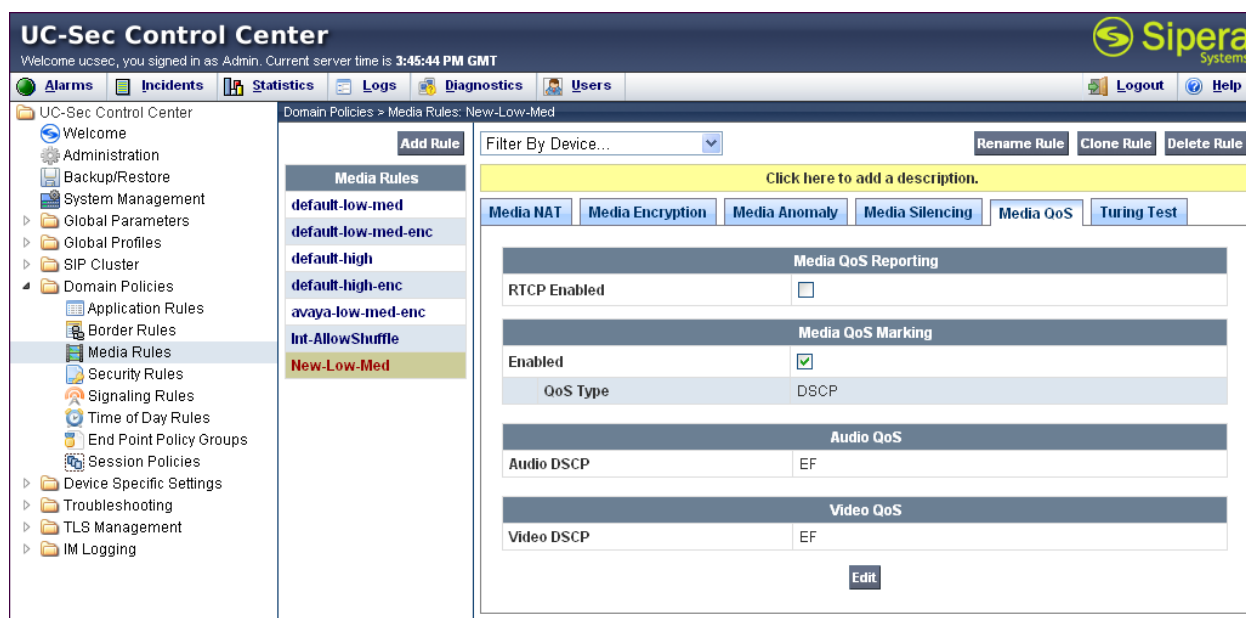 UC-Sec Control Center
Sipera
Systems
Welcome ucsec, you signed in as Admin. Current server time is 3:45:44 PM GMT
Alarms Incidents Statistics Logs Diagnostics Users Logout Help
UC-Sec Control Center
Welcome
Administration
Backup/Restore
System Management
Global Parameters
Global Profiles
SIP Cluster
Domain Policies
Application Rules
Border Rules
Media Rules
Security Rules
Signaling Rules
Time of Day Rules
End Point Policy Groups
Session Policies
Device Specific Settings
Troubleshooting
TLS Management
IM Logging
Domain Policies > Media Rules: New-Low-Med
Add Rule
Media Rules
default-low-med
default-low-med-enc
default-high
default-high-enc
avaya-low-med-enc
Int-AllowShuffle
New-Low-Med
Filter By Device...
Rename Rule Clone Rule Delete Rule
Click here to add a description.
Media NAT Media Encryption Media Anomaly Media Silencing Media QoS Turing Test
Media QoS Reporting
RTCP Enabled
Media QoS Marking
Enabled
QoS Type DSCP
Audio QoS
Audio DSCP EF
Video QoS
Video DSCP EF
Edit